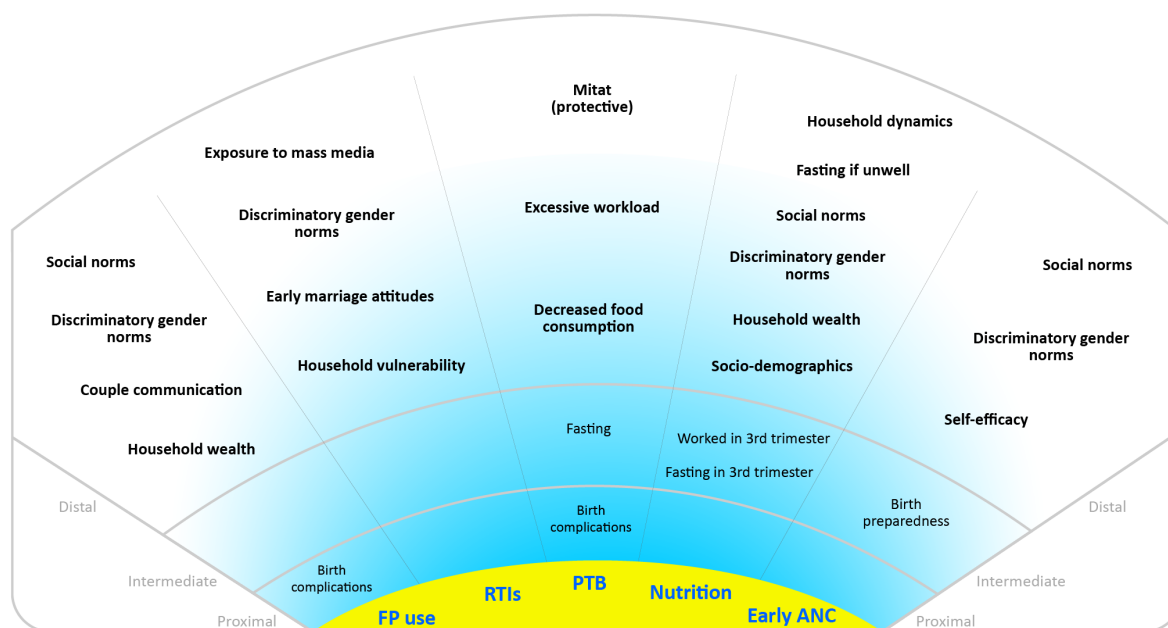 Mitat
(protective)
Household dynamics
Exposure to mass media
Fasting if unwell
Discriminatory gender
norms
Excessive workload
Social norms
Social norms
Discriminatory gender
norms
Social norms
Early marriage attitudes
Decreased food
consumption
Household wealth
Discriminatory gender
norms
Discriminatory gender
norms
Household vulnerability
Socio-demographics
Couple communication
Self-efficacy
Household wealth
Fasting
Worked in 3rd trimester
Fasting in 3rd trimester
Distal
Birth
complications
Birth
preparedness
Distal
Intermediate
Birth
complications
Intermediate
Proximal
FP use
RTIs
PTB
Nutrition
Early ANC
Proximal